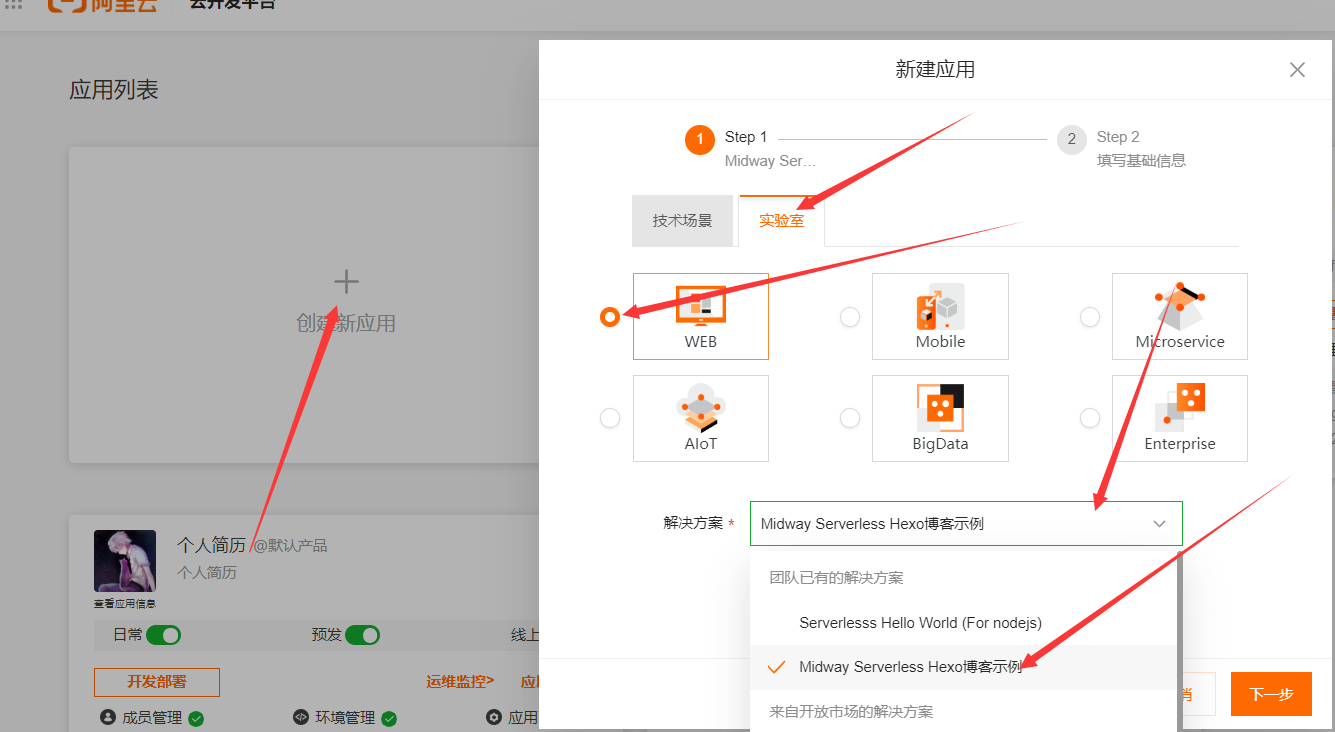 阿里云
云开发平台
应用列表
创建新应用
个人简历 @默认产品
个人简历
查看应用信息
日常
预发
线上
开发部署
运维监控>
成员管理
环境管理
应用
新建应用
1
Step 1
Midway Ser…
2
Step 2
填写基础信息
技术场景
实验室
WEB
Mobile
Microservice
AIoT
BigData
Enterprise
解决方案 *
Midway Serverless Hexo博客示例
团队已有的解决方案
Serverlesss Hello World (For nodejs)
Midway Serverless Hexo博客示例
来自开放市场的解决方案
下一步